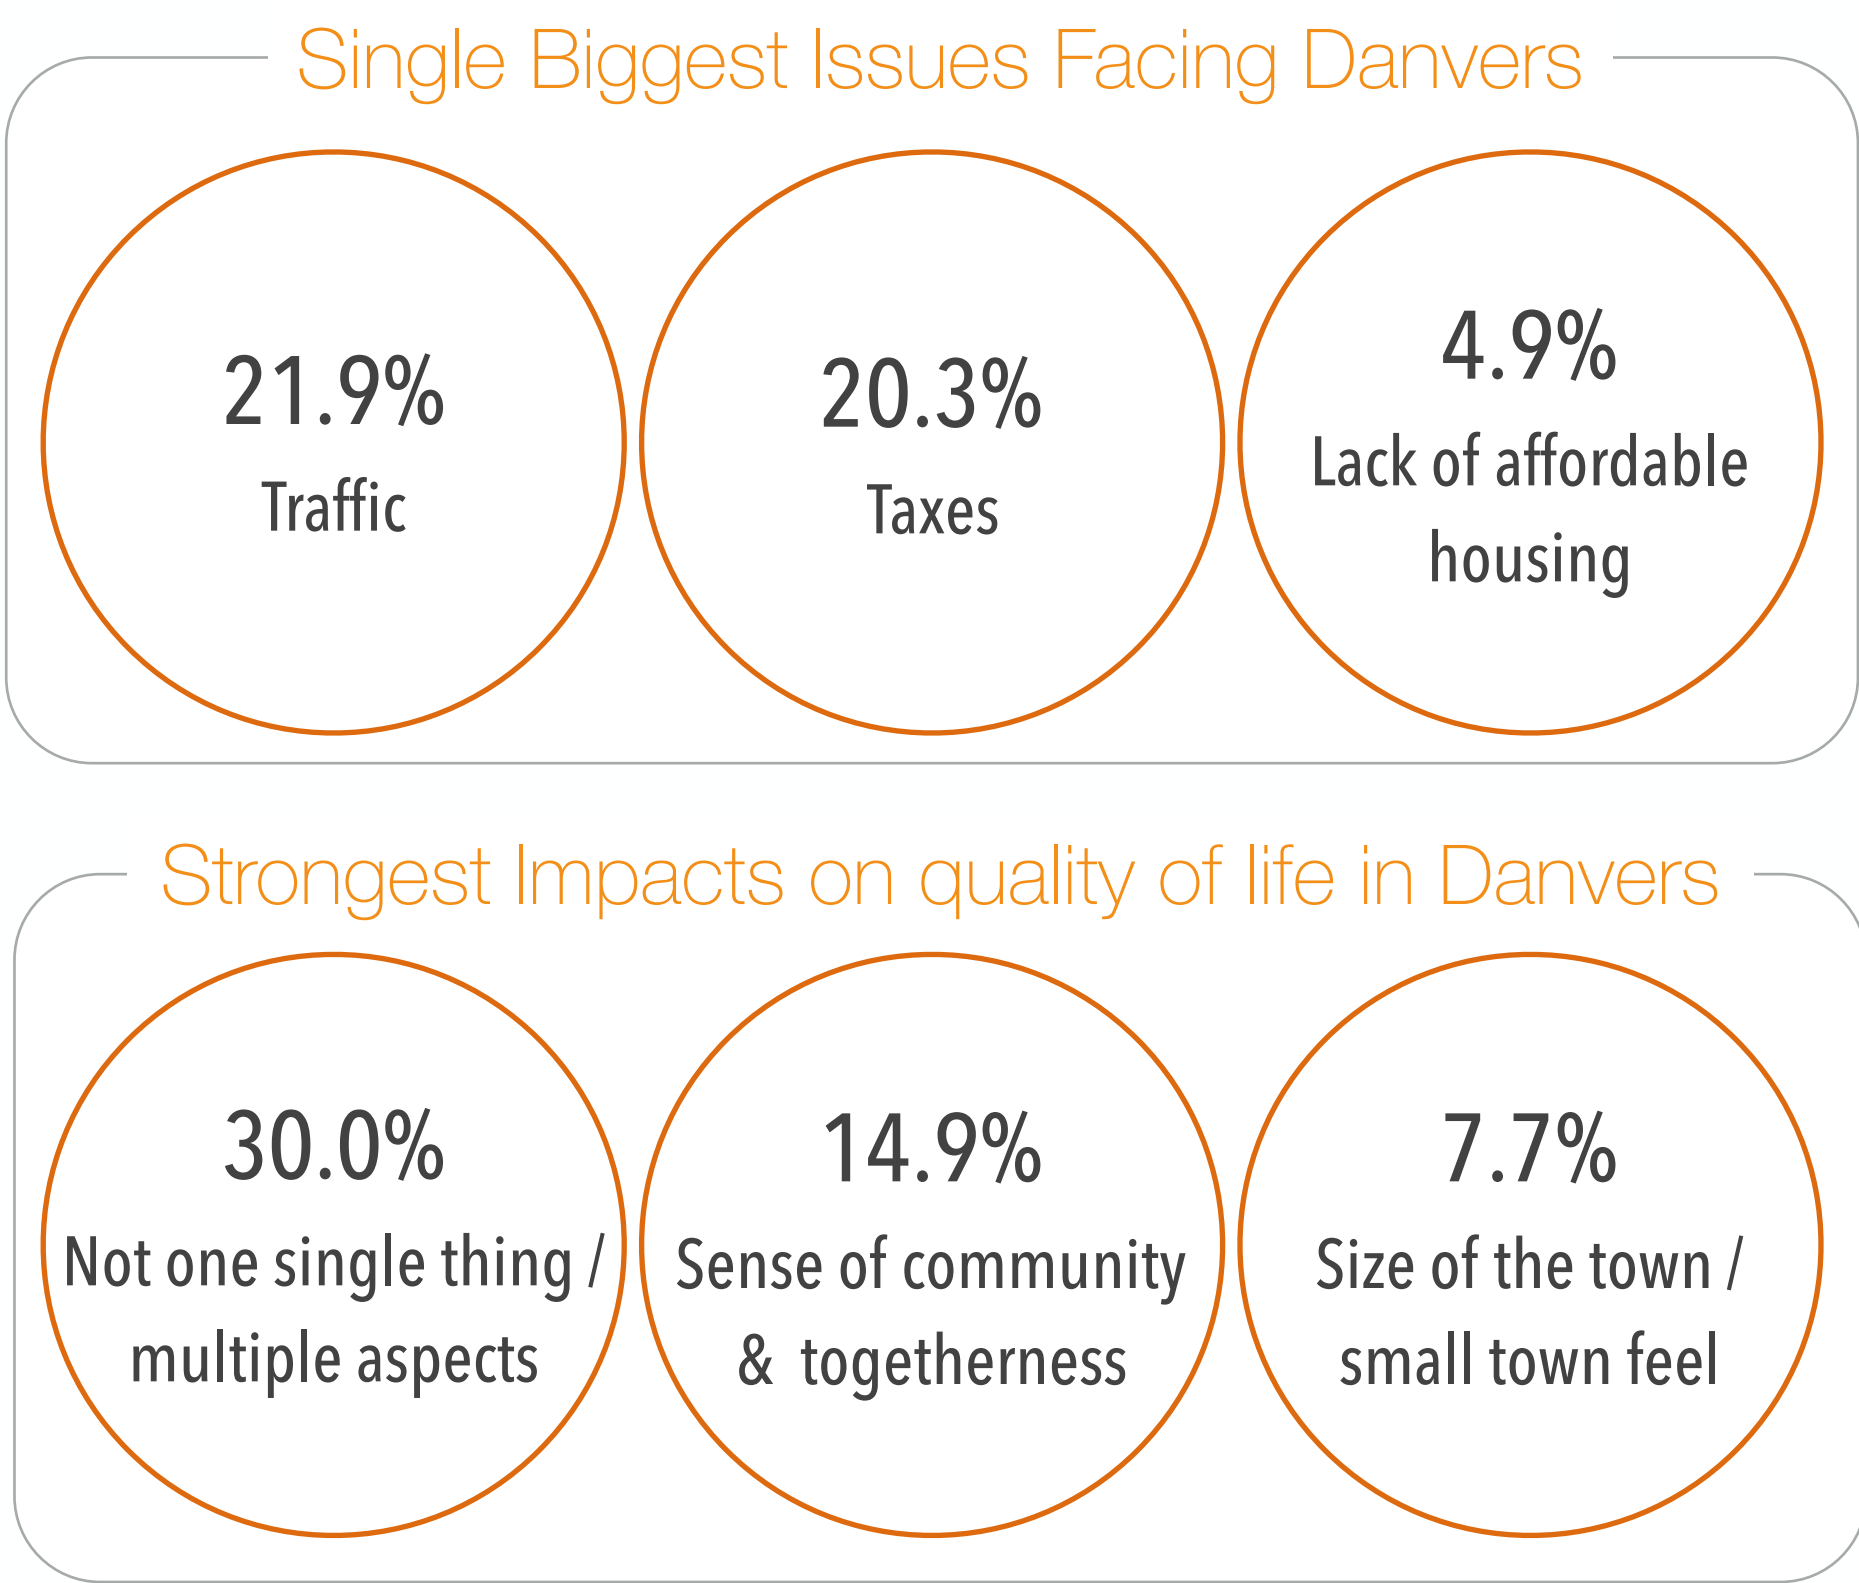 Single Biggest Issues Facing Danvers
21.9%
Traffic
20.3%
Taxes
4.9%
Lack of affordable
housing
Strongest Impacts on quality of life in Danvers
30.0%
Not one single thing /
multiple aspects
14.9%
Sense of community
& togetherness
7.7%
Size of the town /
small town feel